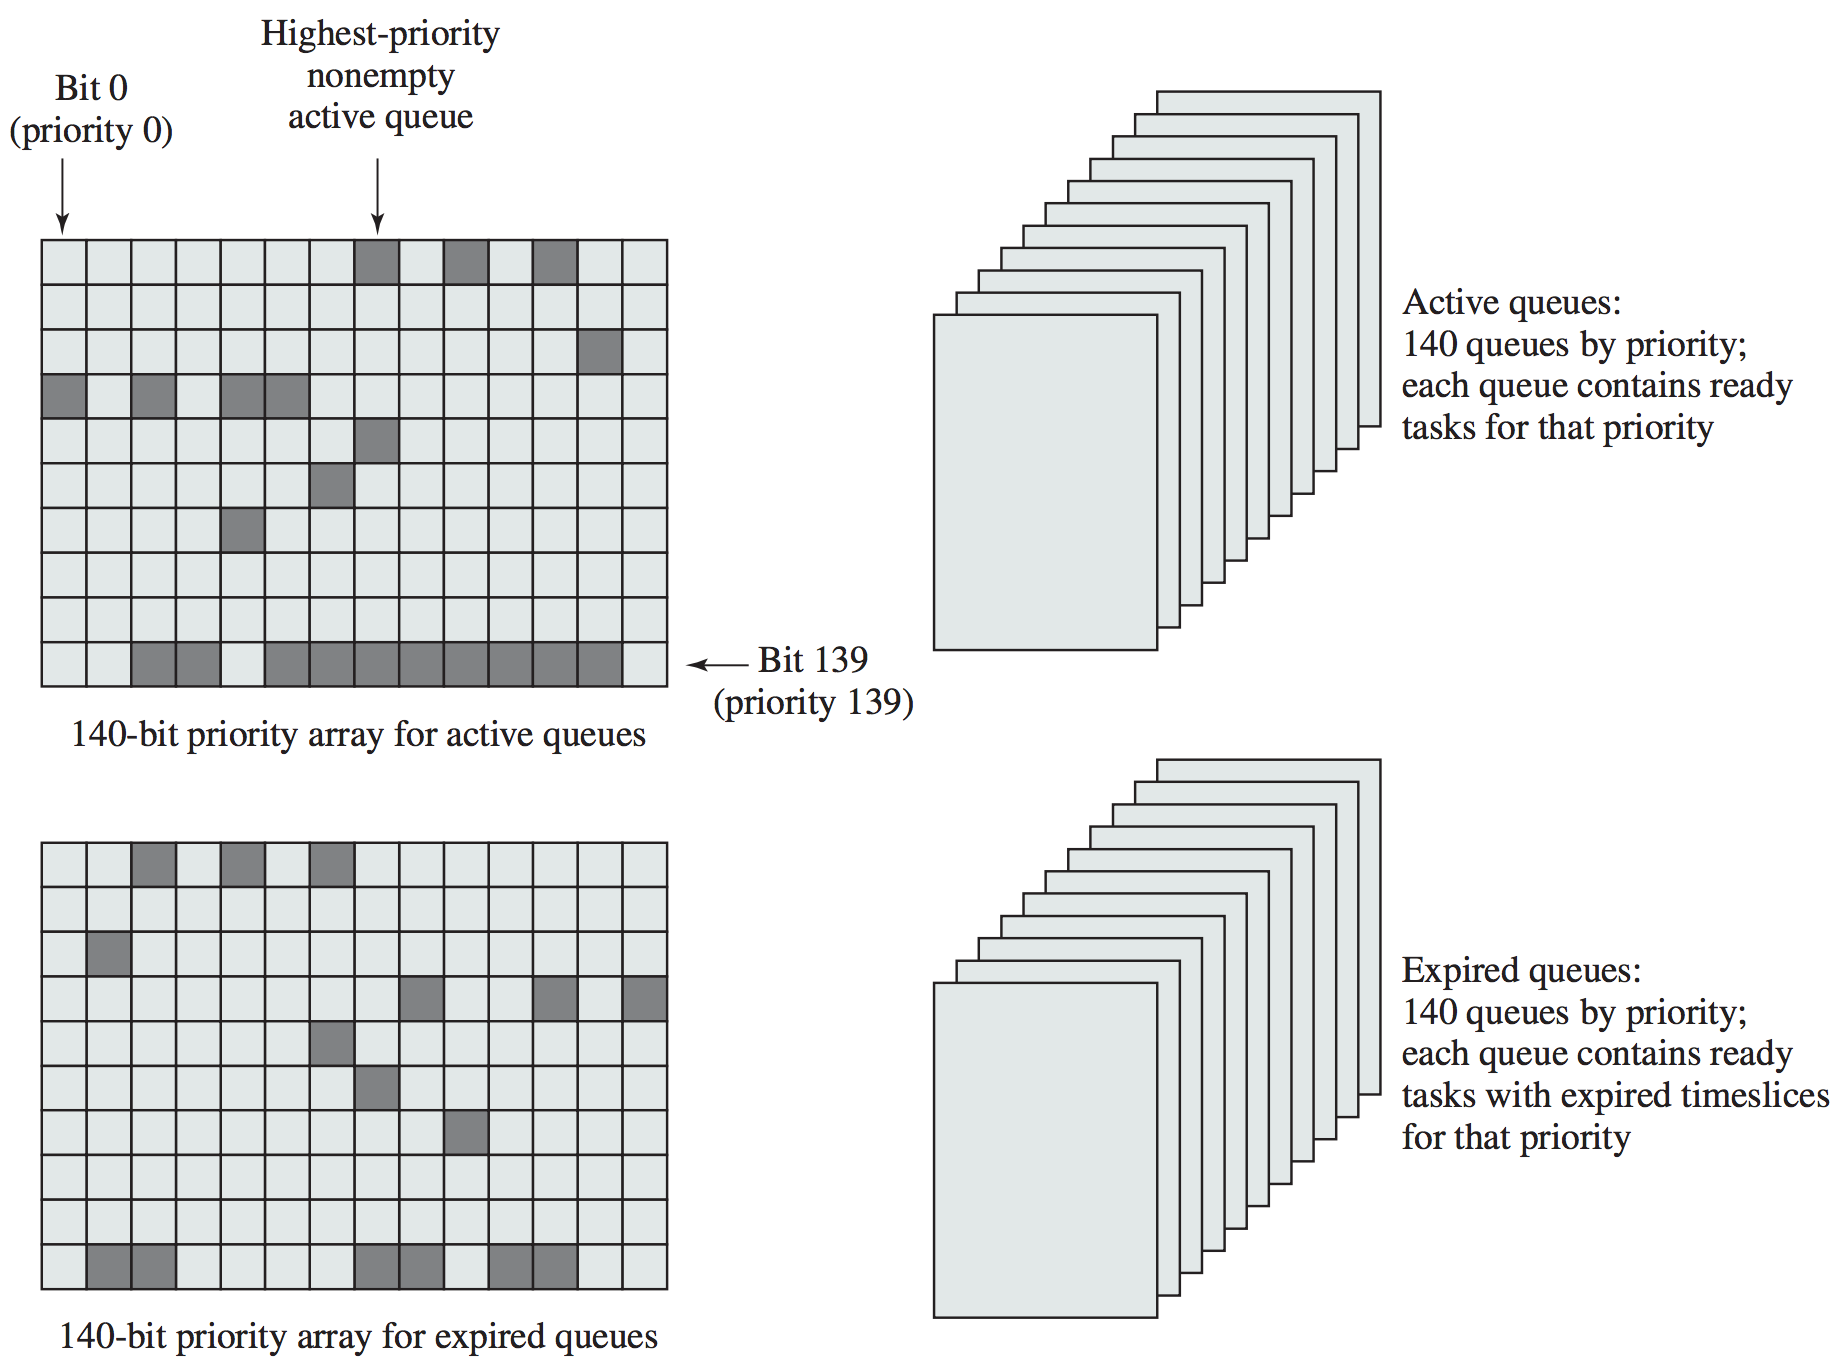 Highest-priority
nonempty
active queue
Bit 0
(priority 0)
Active queues:
140 queues by priority;
each queue contains ready
tasks for that priority
Bit 139
(priority 139)
140-bit priority array for active queues
Expired queues:
140 queues by priority;
each queue contains ready
tasks with expired timeslices
for that priority
140-bit priority array for expired queues